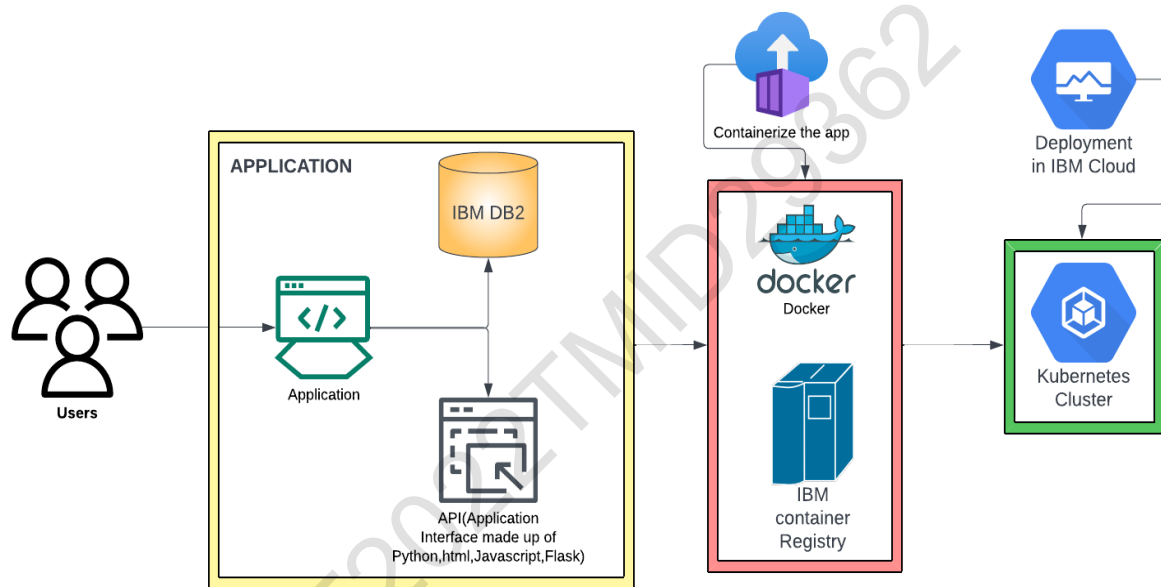 APPLICATION
IBM DB2
Application
Users
API(Application
Interface made up of
Python,html,Javascript,Flask)
Containerize the app
docker
Docker
IBM
container
Registry
Deployment
in IBM Cloud
Kubernetes
Cluster
2022TMID29362